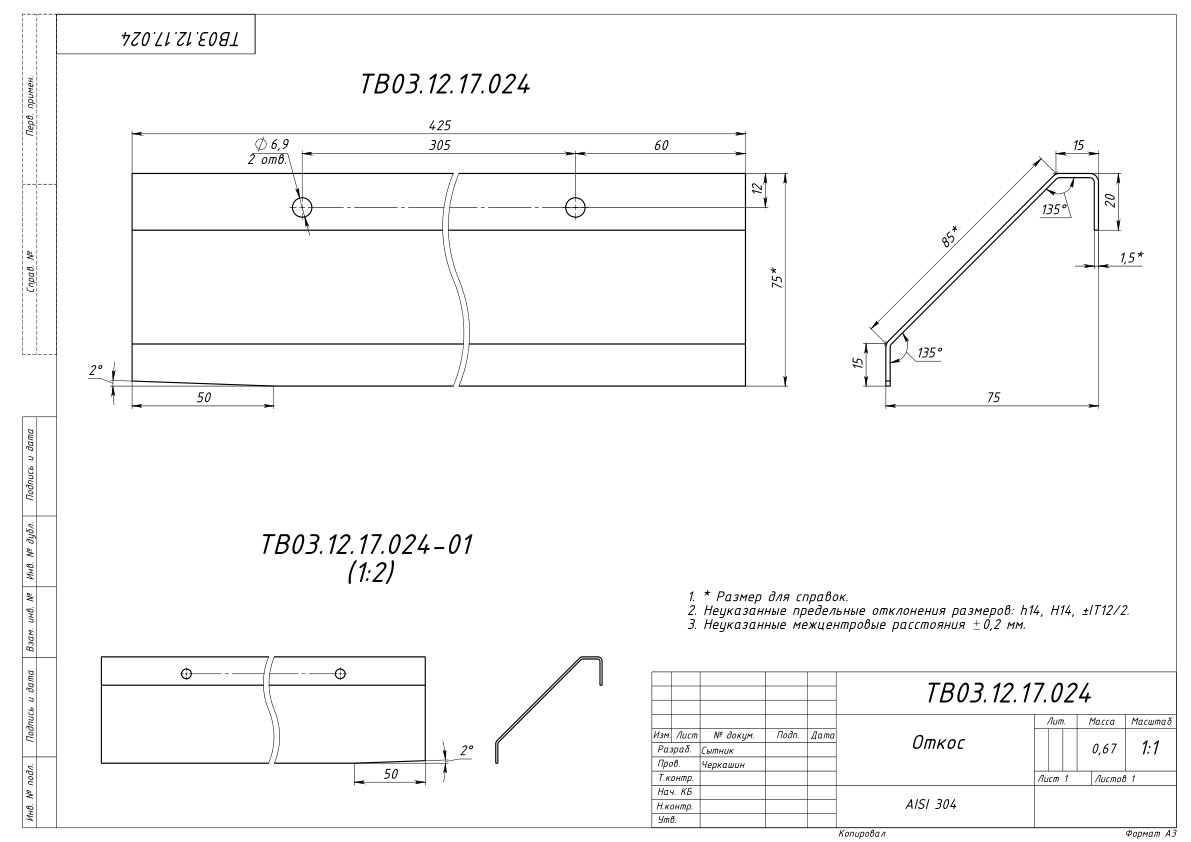 ТВ03.12.17.024
Перв. примен.
Справ. №
Подпись и дата
Инв. № дубл.
Взам. инв. №
Подпись и дата
Инв. № подл.
ТВ03.12.17.024
425
305
60
⌀ 6,9
2 отв.
12
75*
2°
50
15
85*
135°
20
1,5*
135°
15
75
ТВ03.12.17.024-01
(1:2)
2°
50
1. * Размер для справок.
2. Неуказанные предельные отклонения размеров: h14, H14, ±IT12/2.
3. Неуказанные межцентровые расстояния ±0,2 мм.
ТВ03.12.17.024
Изм. Лист № докум. Подп. Дата
Разраб. Сытник
Пров. Черкашин
Т.контр.
Нач. КБ
Н.контр.
Утв.
Откос
AISI 304
Лит. Масса Масштаб
0,67 1:1
Лист 1 Листов 1
Копировал Формат А3